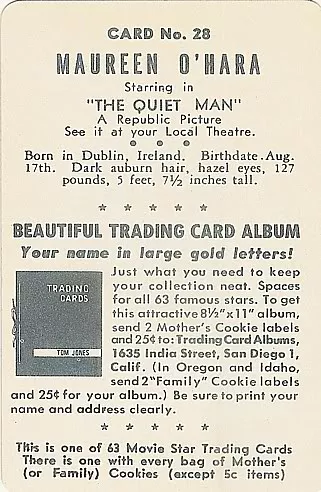 CARD No. 28
MAUREEN O'HARA
Starring in
"THE QUIET MAN"
A Republic Picture
See it at your Local Theatre.
Born in Dublin, Ireland. Birthdate.Aug.
17th. Dark auburn hair, hazel eyes, 127
pounds, 5 feet, 7½ inches tall.
* * * * *
BEAUTIFUL TRADING CARD ALBUM
Your name in large gold letters!
TRADING
CARDS
TOM JONES
Just what you need to
keep your collection neat. Spaces
for all 63 famous stars. To get
this attractive 8½"x11" album,
send 2 Mother's Cookie labels
and 25¢ to: Trading Card Albums,
1635 India Street, San Diego 1,
Calif. (In Oregon and Idaho,
send 2 "Family" Cookie labels
and 25¢ for your album.) Be sure to print your
name and address clearly.
* * * * *
This is one of 63 Movie Star Trading Cards
There is one with every bag of Mother's
(or Family) Cookies (except 5c items)